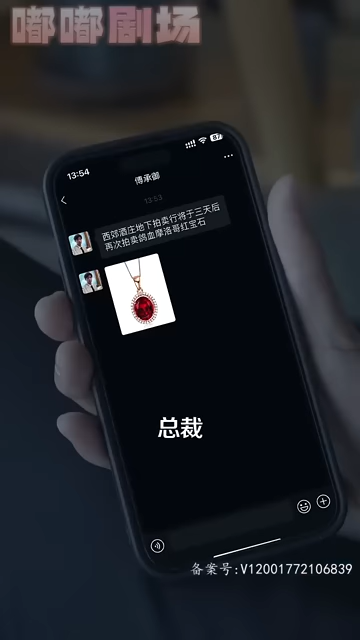 嘟嘟剧场
13:54
87
傅承御
13:53
西郊酒庄地下拍卖行将于三天后
再次拍卖鸽血摩洛哥红宝石
总裁
备案号:V12001772106839